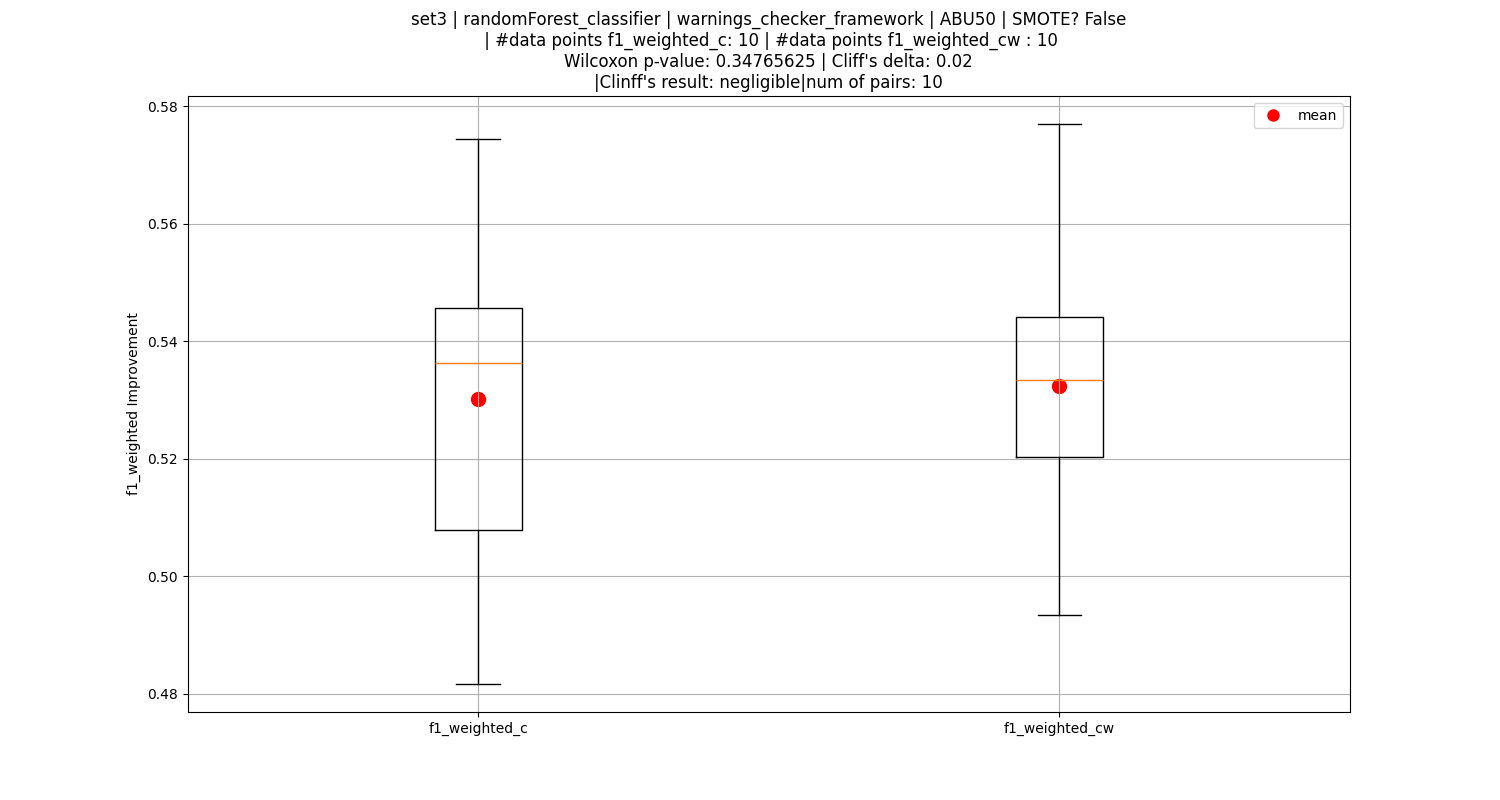 set3 | randomForest_classifier | warnings_checker_framework | ABU50 | SMOTE? False
| #data points f1_weighted_c: 10 | #data points f1_weighted_cw : 10
Wilcoxon p-value: 0.34765625 | Cliff's delta: 0.02
|Clinff's result: negligible|num of pairs: 10
mean
f1_weighted Improvement
0.58
0.56
0.54
0.52
0.50
0.48
f1_weighted_c
f1_weighted_cw